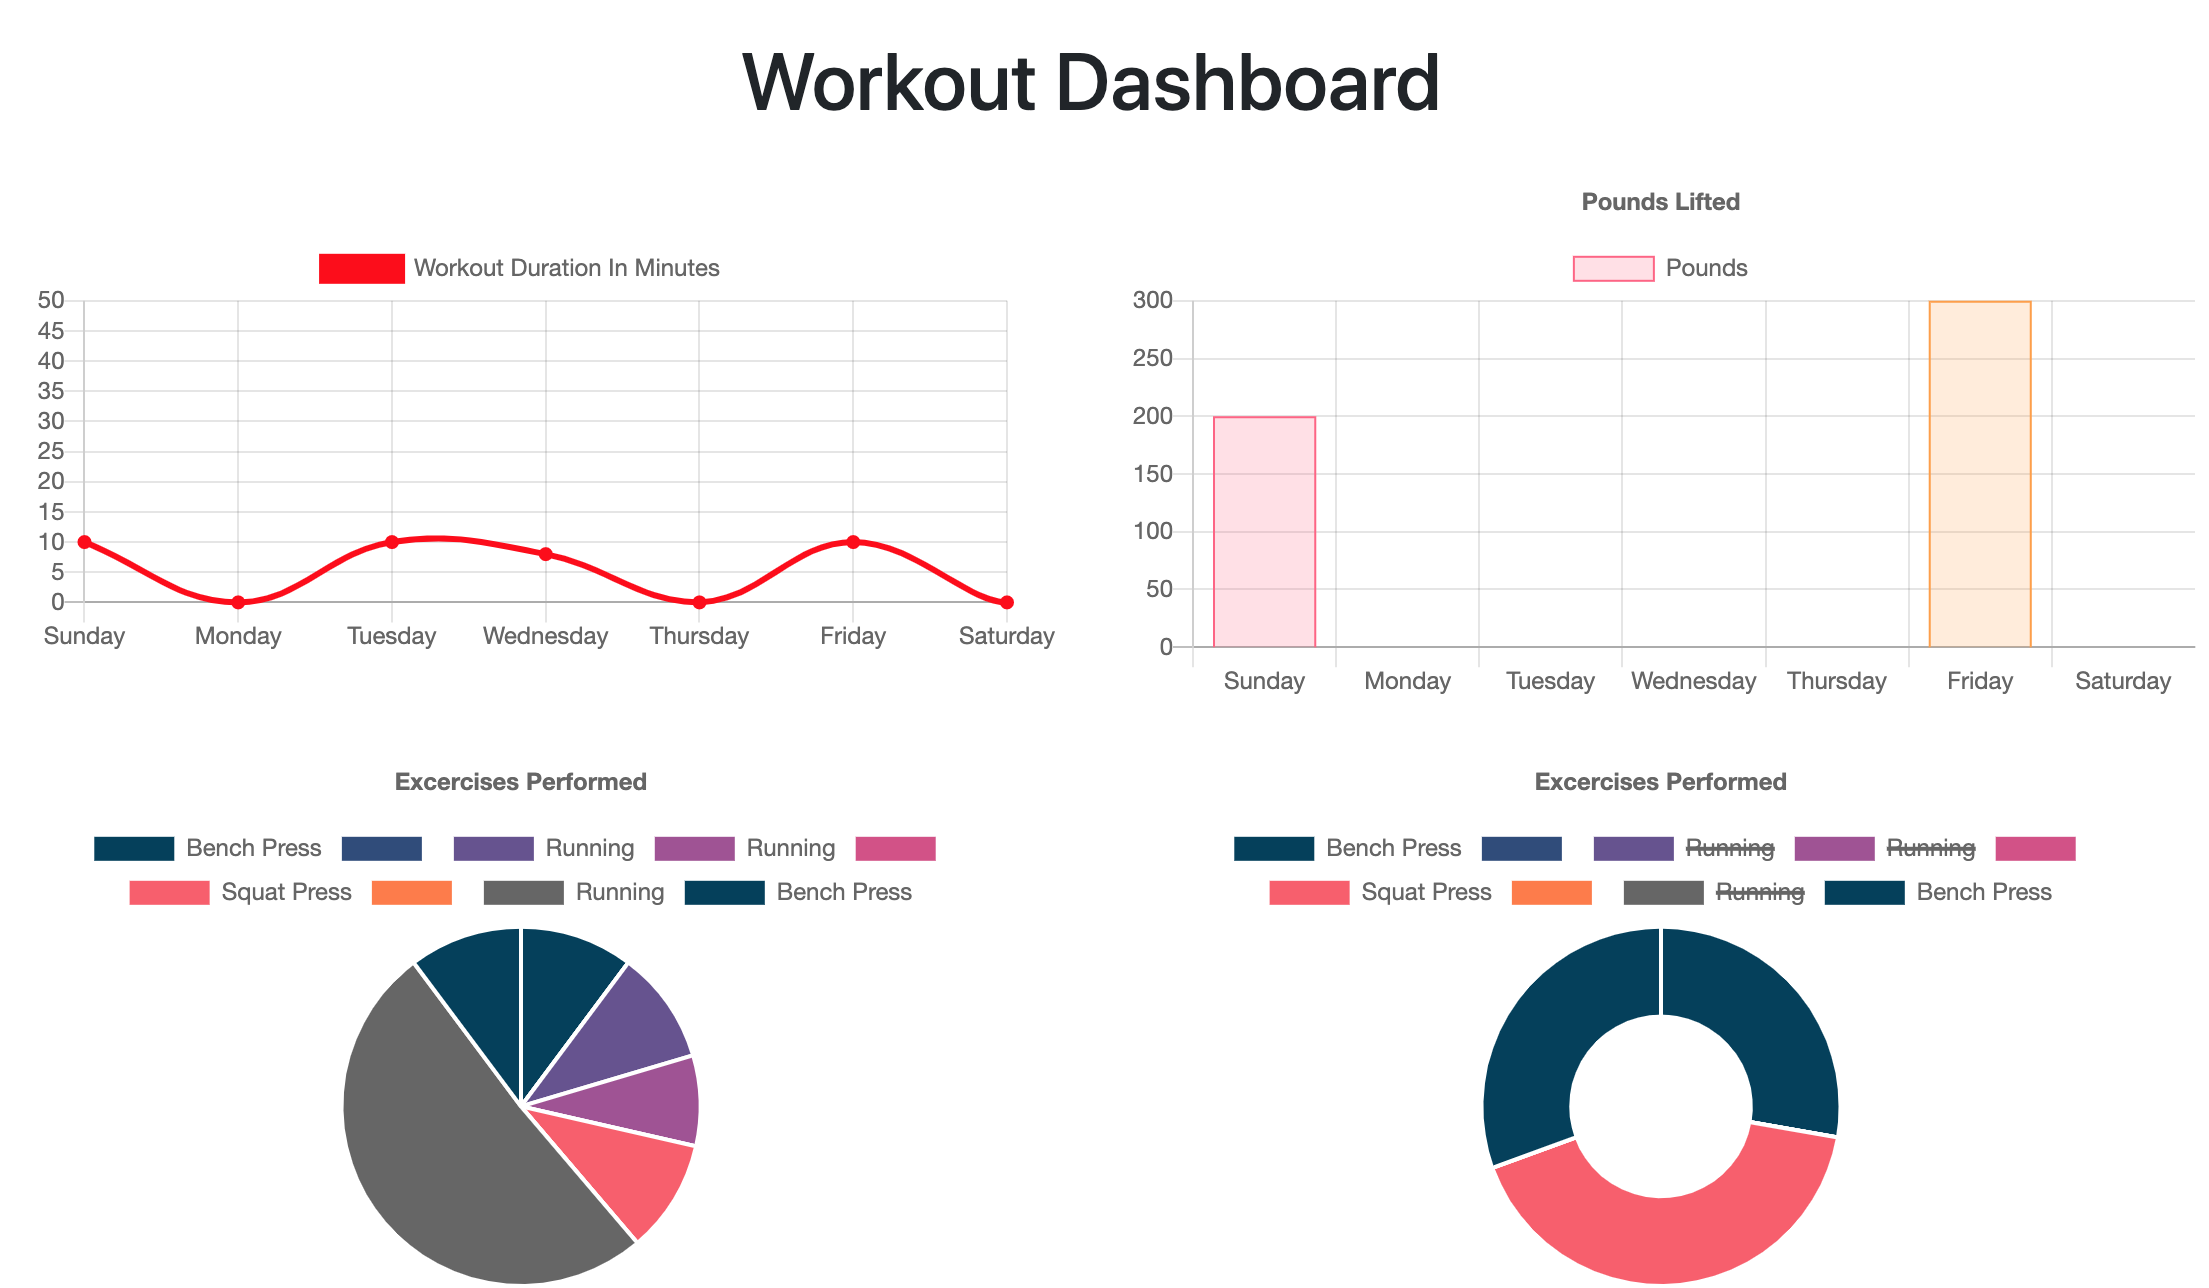 Workout Dashboard
Workout Duration In Minutes
50
45
40
35
30
25
20
15
10
5
0
Sunday Monday Tuesday Wednesday Thursday Friday Saturday
Pounds Lifted
Pounds
300
250
200
150
100
50
0
Sunday Monday Tuesday Wednesday Thursday Friday Saturday
Excercises Performed
Bench Press Running Running
Squat Press Running Bench Press
Excercises Performed
Bench Press Running Running
Squat Press Running Bench Press